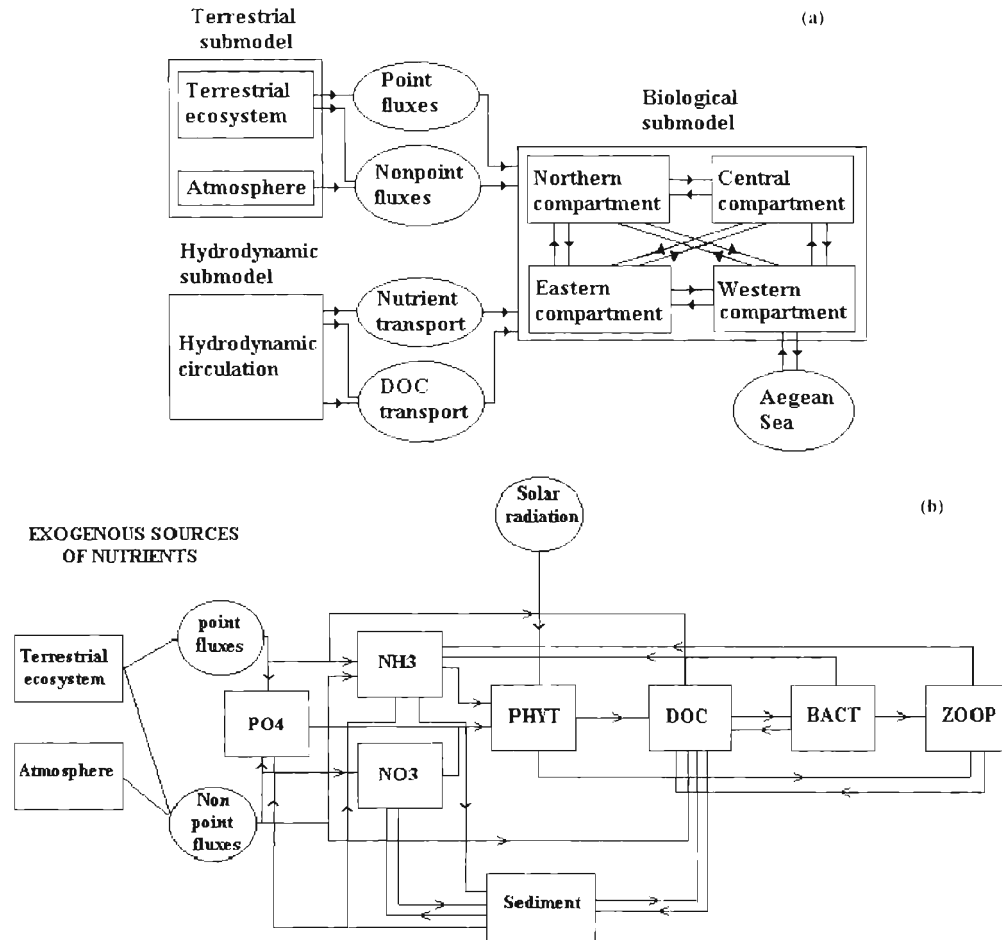 (a)
Terrestrial
submodel
Terrestrial
ecosystem
Atmosphere
Point
fluxes
Nonpoint
fluxes
Biological
submodel
Northern
compartment
Central
compartment
Eastern
compartment
Western
compartment
Hydrodynamic
submodel
Hydrodynamic
circulation
Nutrient
transport
DOC
transport
Aegean
Sea
(b)
Solar
radiation
EXOGENOUS SOURCES
OF NUTRIENTS
Terrestrial
ecosystem
Atmosphere
point
fluxes
Non
point
fluxes
PO4
NH3
NO3
PHYT
DOC
BACT
ZOOP
Sediment